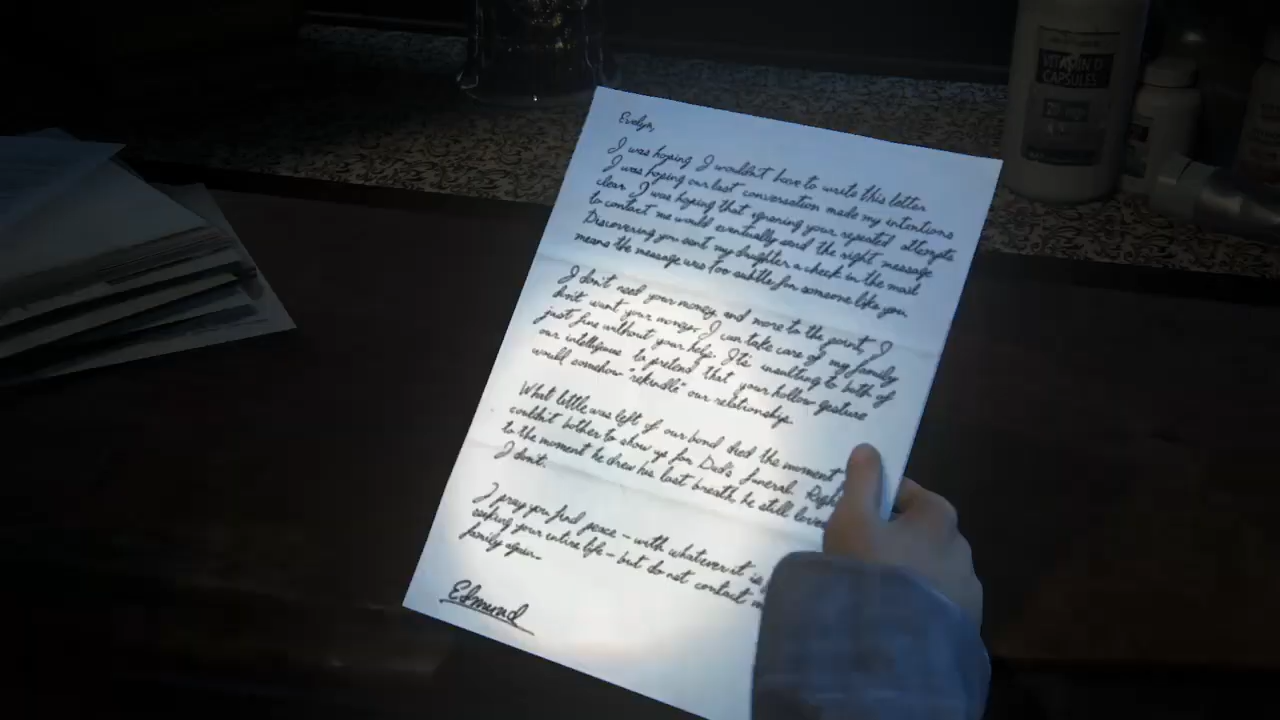 Evelyn,
I was hoping I wouldn't have to write this letter.
I was hoping our last conversation made my intentions
clear. I was hoping that ignoring your repeated attempts
to contact me would eventually send the right message.
Discovering you sent my daughter a check in the mail
means the message was too subtle for someone like you.
I don't need your money, and more to the point, I
don't want your money. I can take care of my family
just fine without your help. It's insulting to both of
our intelligence to pretend that your hollow gesture
would somehow "rekindle" our relationship.
What little was left of our bond died the moment
couldn't bother to show up for Dad's funeral. Right
to the moment he drew his last breath, he still loved
I don't.
I pray you find peace - with whatever it is
seeking your entire life - but do not contact
family again.
Edmund
VITAMIN D
CAPSULES